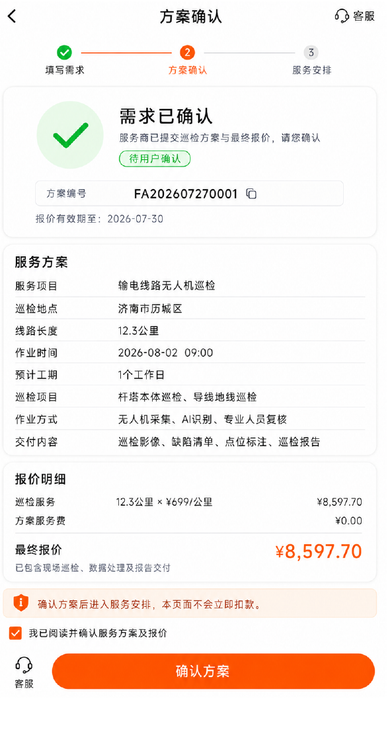 方案确认
客服
2
3
填写需求
方案确认
服务安排
需求已确认
服务商已提交巡检方案与最终报价，请您确认
待用户确认
方案编号 FA202607270001
报价有效期至：2026-07-30
服务方案
服务项目 输电线路无人机巡检
巡检地点 济南市历城区
线路长度 12.3公里
作业时间 2026-08-02 09:00
预计工期 1个工作日
巡检项目 杆塔本体巡检、导线地线巡检
作业方式 无人机采集、AI识别、专业人员复核
交付内容 巡检影像、缺陷清单、点位标注、巡检报告
报价明细
巡检服务 12.3公里 × ¥699/公里 ¥8,597.70
方案服务费 ¥0.00
最终报价 ¥8,597.70
已包含现场巡检、数据处理及报告交付
确认方案后进入服务安排，本页面不会立即扣款。
我已阅读并确认服务方案及报价
客服
确认方案